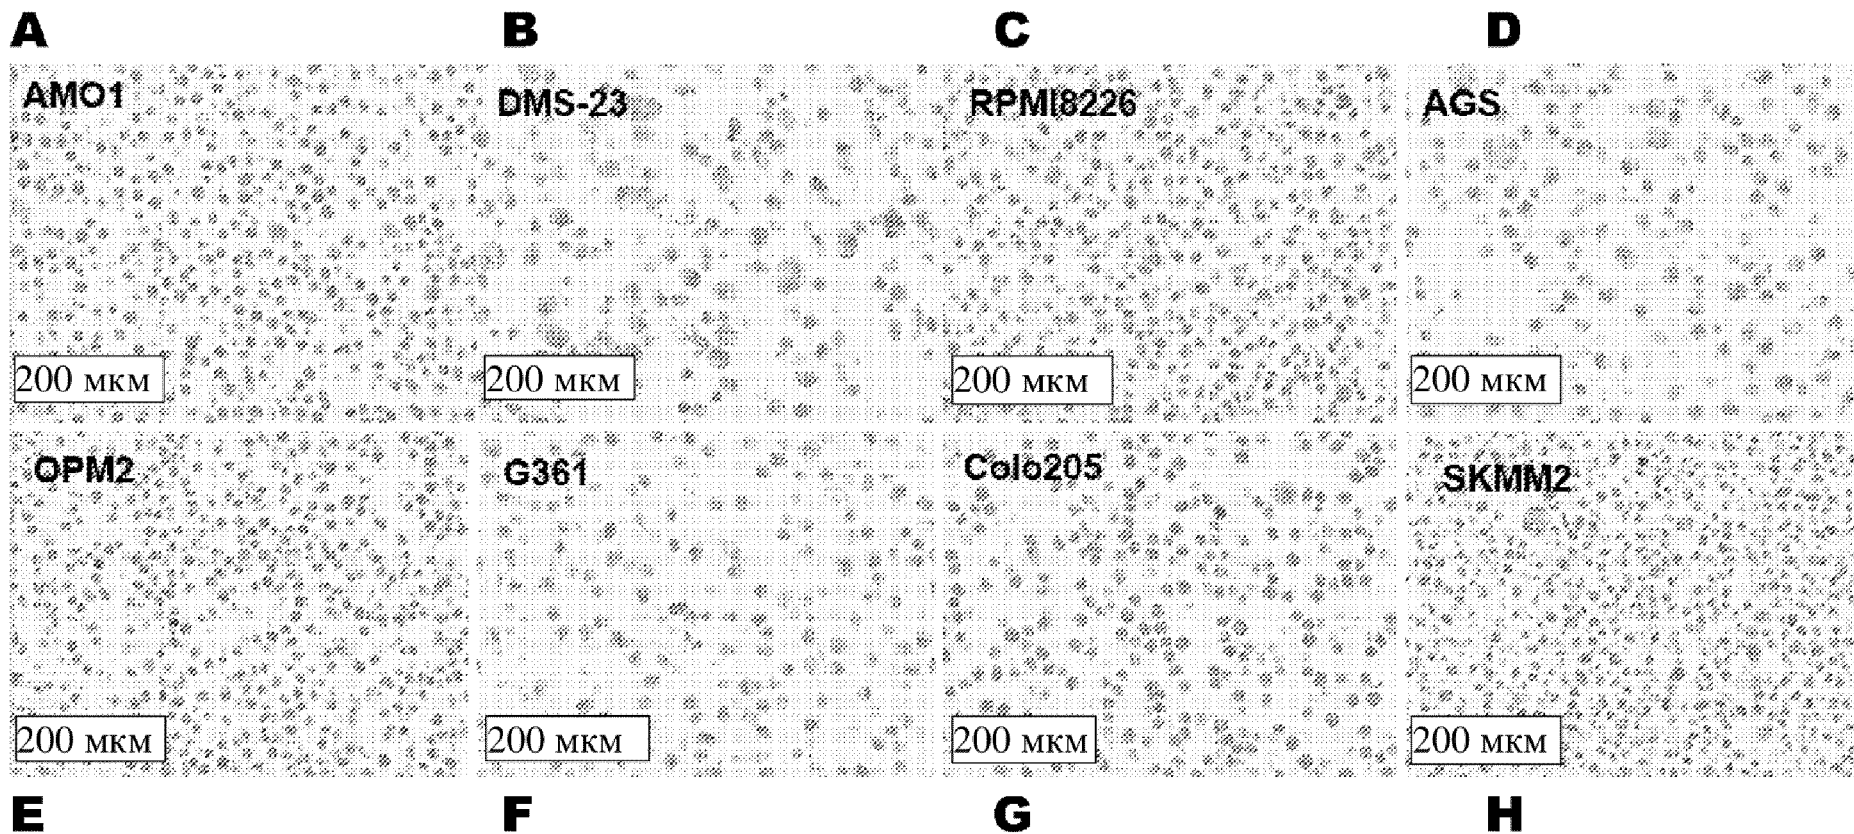 A B C D
AMO1 DMS-23 RPMI8226 AGS
200 мкм 200 мкм 200 мкм 200 мкм
OPM2 G361 Colo205 SKMM2
200 мкм 200 мкм 200 мкм 200 мкм
E F G H